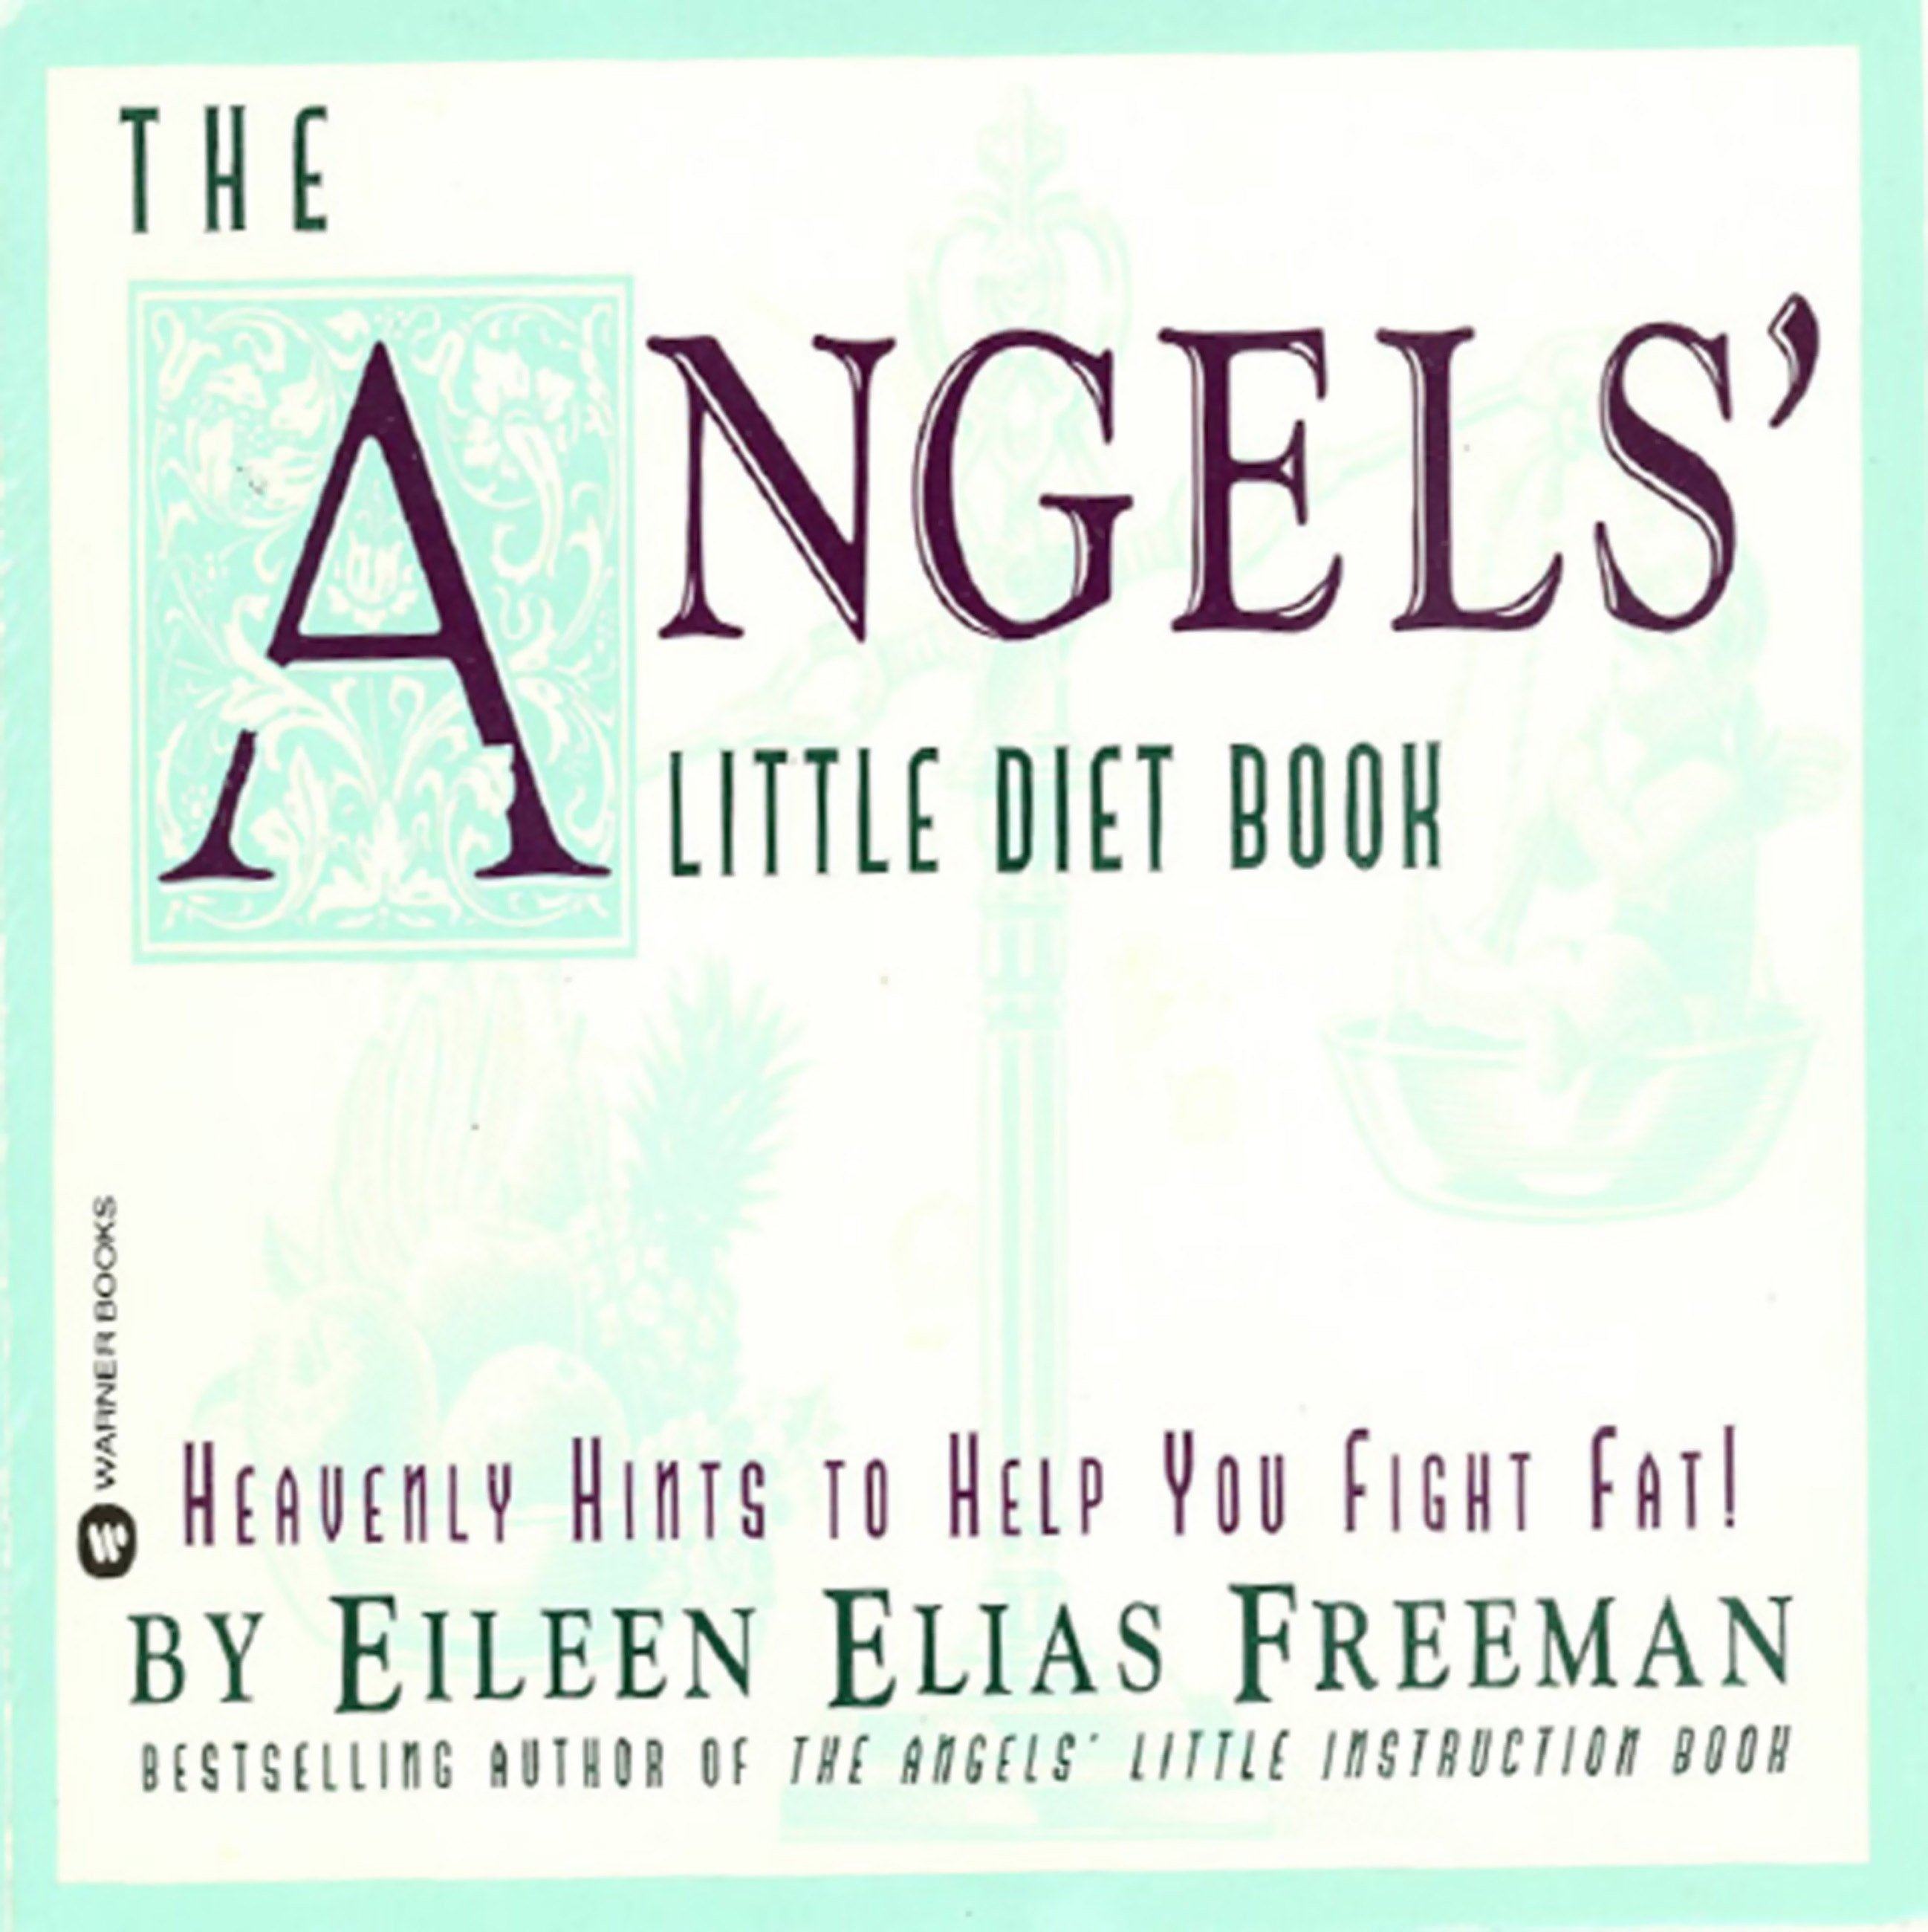 THE
ANGELS'
LITTLE DIET BOOK
WARNER BOOKS
HEAVENLY HINTS TO HELP YOU FIGHT FAT!
BY EILEEN ELIAS FREEMAN
BESTSELLING AUTHOR OF THE ANGELS' LITTLE INSTRUCTION BOOK